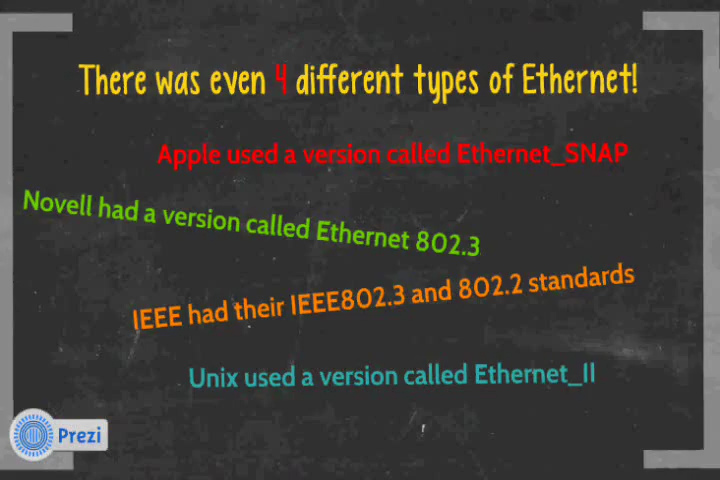 There was even 4 different types of Ethernet!
Apple used a version called Ethernet_SNAP
Novell had a version called Ethernet 802.3
IEEE had their IEEE802.3 and 802.2 standards
Unix used a version called Ethernet_II
Prezi